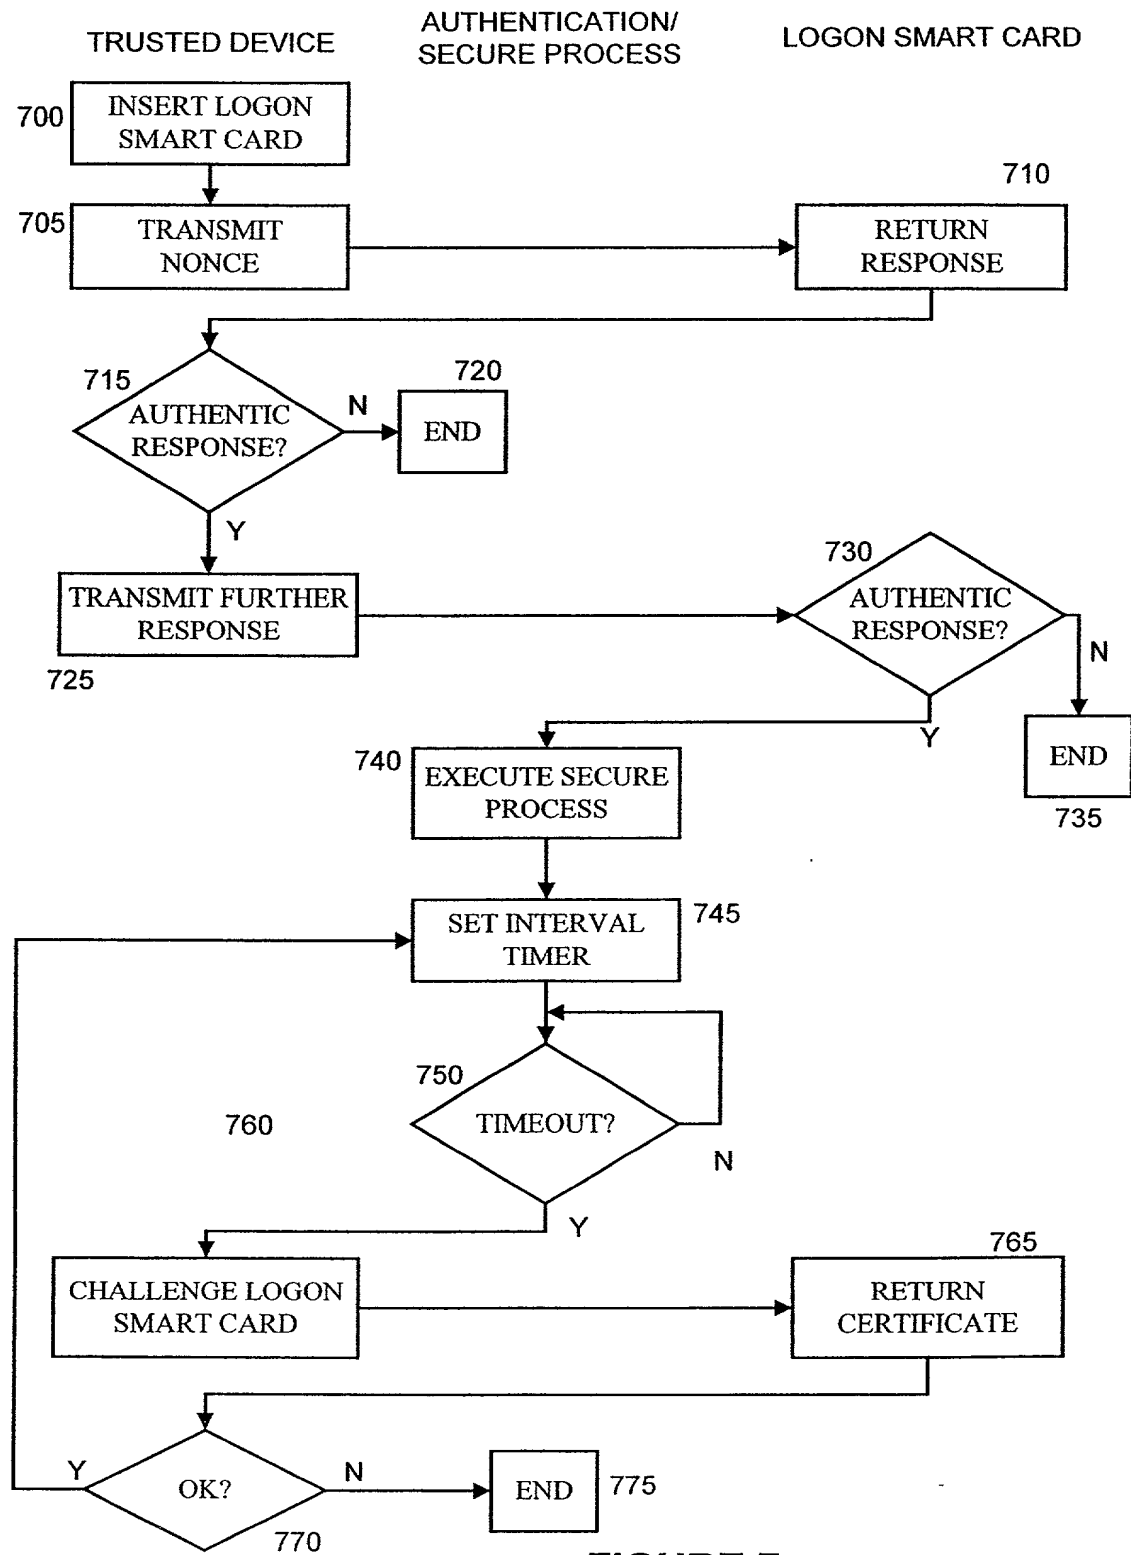 TRUSTED DEVICE
AUTHENTICATION/
SECURE PROCESS
LOGON SMART CARD
700
INSERT LOGON
SMART CARD
705
TRANSMIT
NONCE
710
RETURN
RESPONSE
715
AUTHENTIC
RESPONSE?
N
720
END
Y
TRANSMIT FURTHER
RESPONSE
725
730
AUTHENTIC
RESPONSE?
N
Y
END
735
740
EXECUTE SECURE
PROCESS
SET INTERVAL
TIMER
745
750
TIMEOUT?
N
760
Y
CHALLENGE LOGON
SMART CARD
765
RETURN
CERTIFICATE
Y
OK?
N
770
END
775